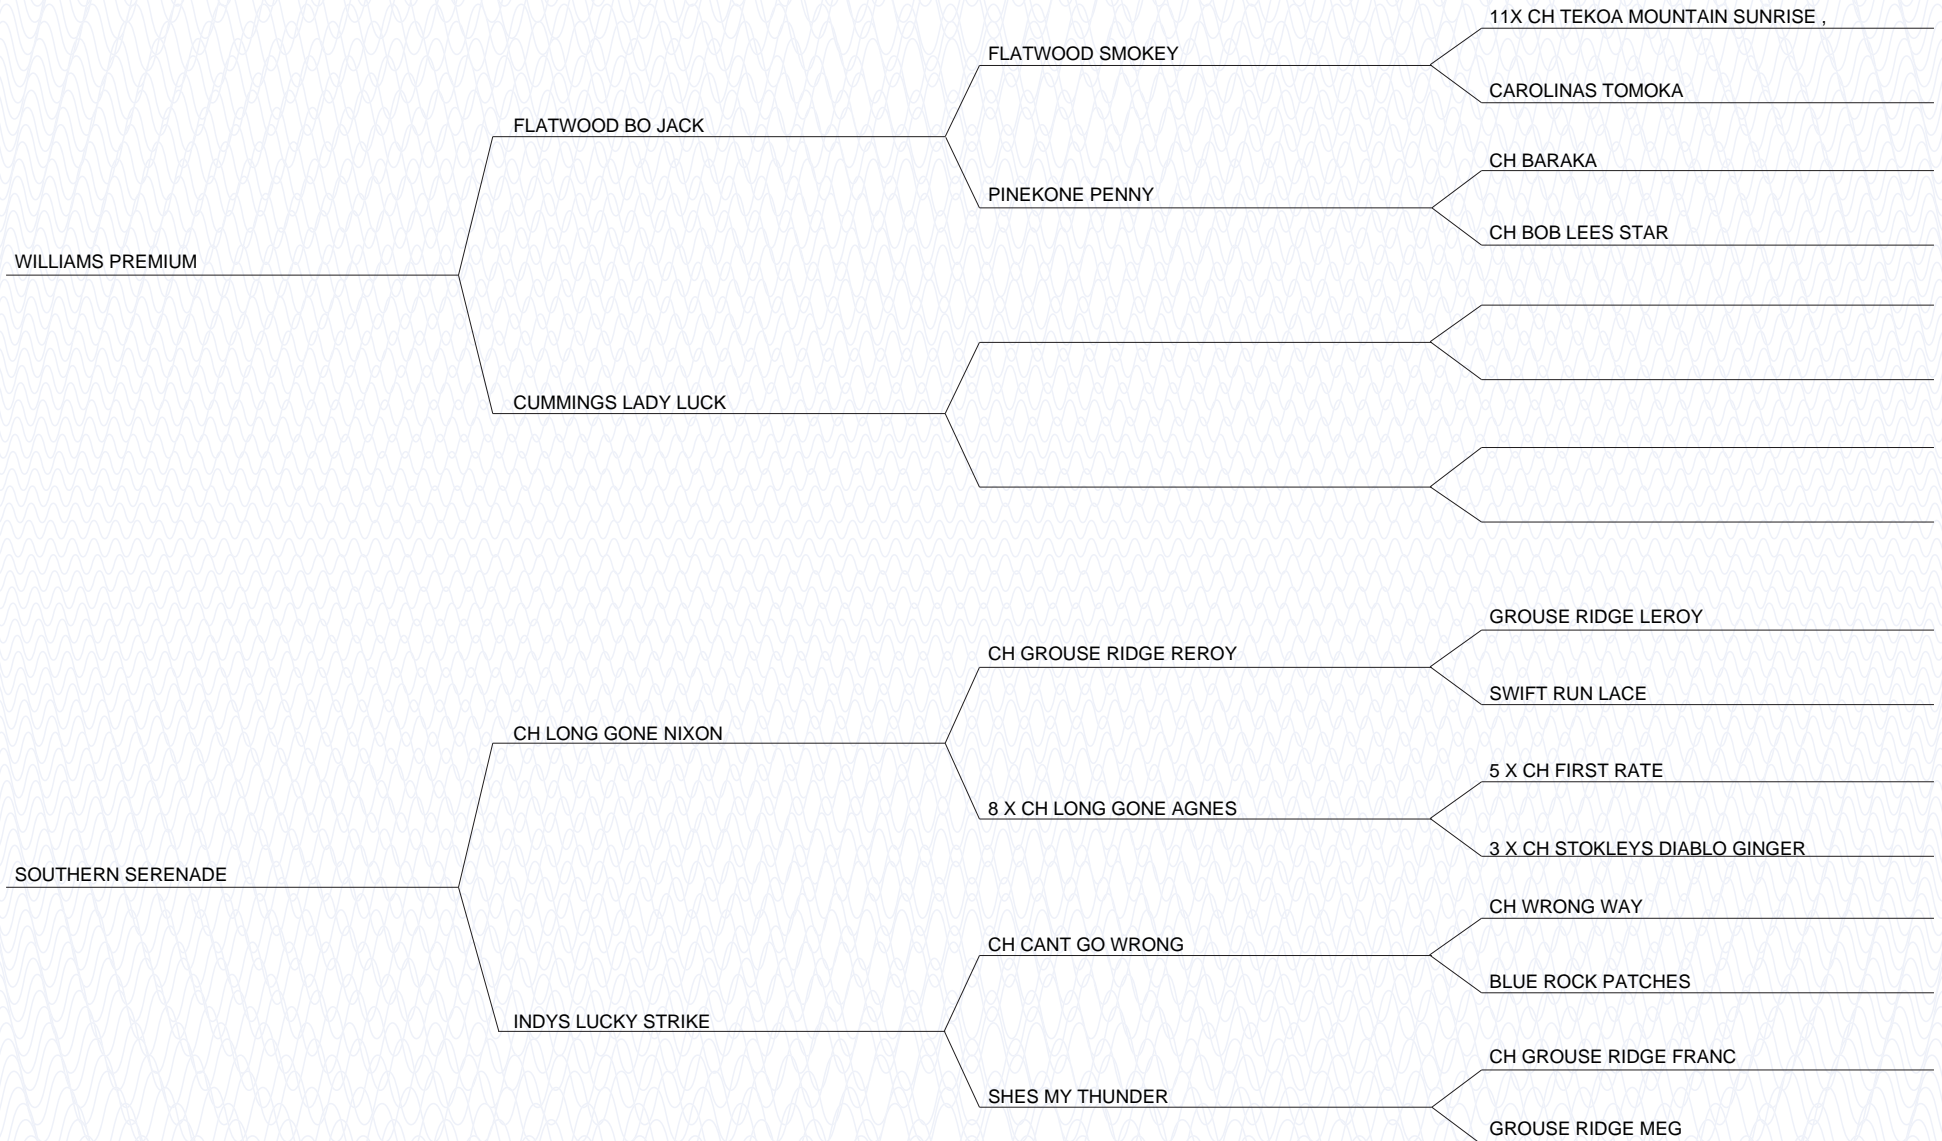 11X CH TEKOA MOUNTAIN SUNRISE ,
FLATWOOD SMOKEY
CAROLINAS TOMOKA
FLATWOOD BO JACK
CH BARAKA
PINEKONE PENNY
CH BOB LEES STAR
WILLIAMS PREMIUM
CUMMINGS LADY LUCK
GROUSE RIDGE LEROY
CH GROUSE RIDGE REROY
SWIFT RUN LACE
CH LONG GONE NIXON
5 X CH FIRST RATE
8 X CH LONG GONE AGNES
3 X CH STOKLEYS DIABLO GINGER
SOUTHERN SERENADE
CH WRONG WAY
CH CANT GO WRONG
BLUE ROCK PATCHES
INDYS LUCKY STRIKE
CH GROUSE RIDGE FRANC
SHES MY THUNDER
GROUSE RIDGE MEG